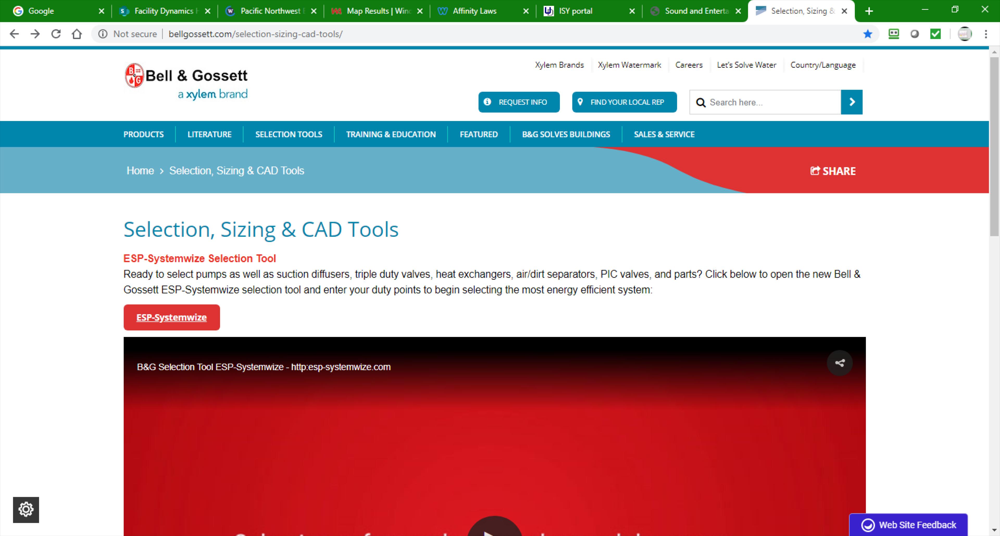 Google
Facility Dynamics
Pacific Northwest
Map Results | Winc
Affinity Laws
ISY portal
Sound and Enterta
Selection, Sizing &
Not secure
bellgossett.com/selection-sizing-cad-tools/
Xylem Brands
Xylem Watermark
Careers
Let's Solve Water
Country/Language
Bell & Gossett
a xylem brand
REQUEST INFO
FIND YOUR LOCAL REP
Search here...
PRODUCTS
LITERATURE
SELECTION TOOLS
TRAINING & EDUCATION
FEATURED
B&G SOLVES BUILDINGS
SALES & SERVICE
Home > Selection, Sizing & CAD Tools
SHARE
Selection, Sizing & CAD Tools
ESP-Systemwize Selection Tool
Ready to select pumps as well as suction diffusers, triple duty valves, heat exchangers, air/dirt separators, PIC valves, and parts? Click below to open the new Bell &
Gossett ESP-Systemwize selection tool and enter your duty points to begin selecting the most energy efficient system:
ESP-Systemwize
B&G Selection Tool ESP-Systemwize - http:esp-systemwize.com
Web Site Feedback